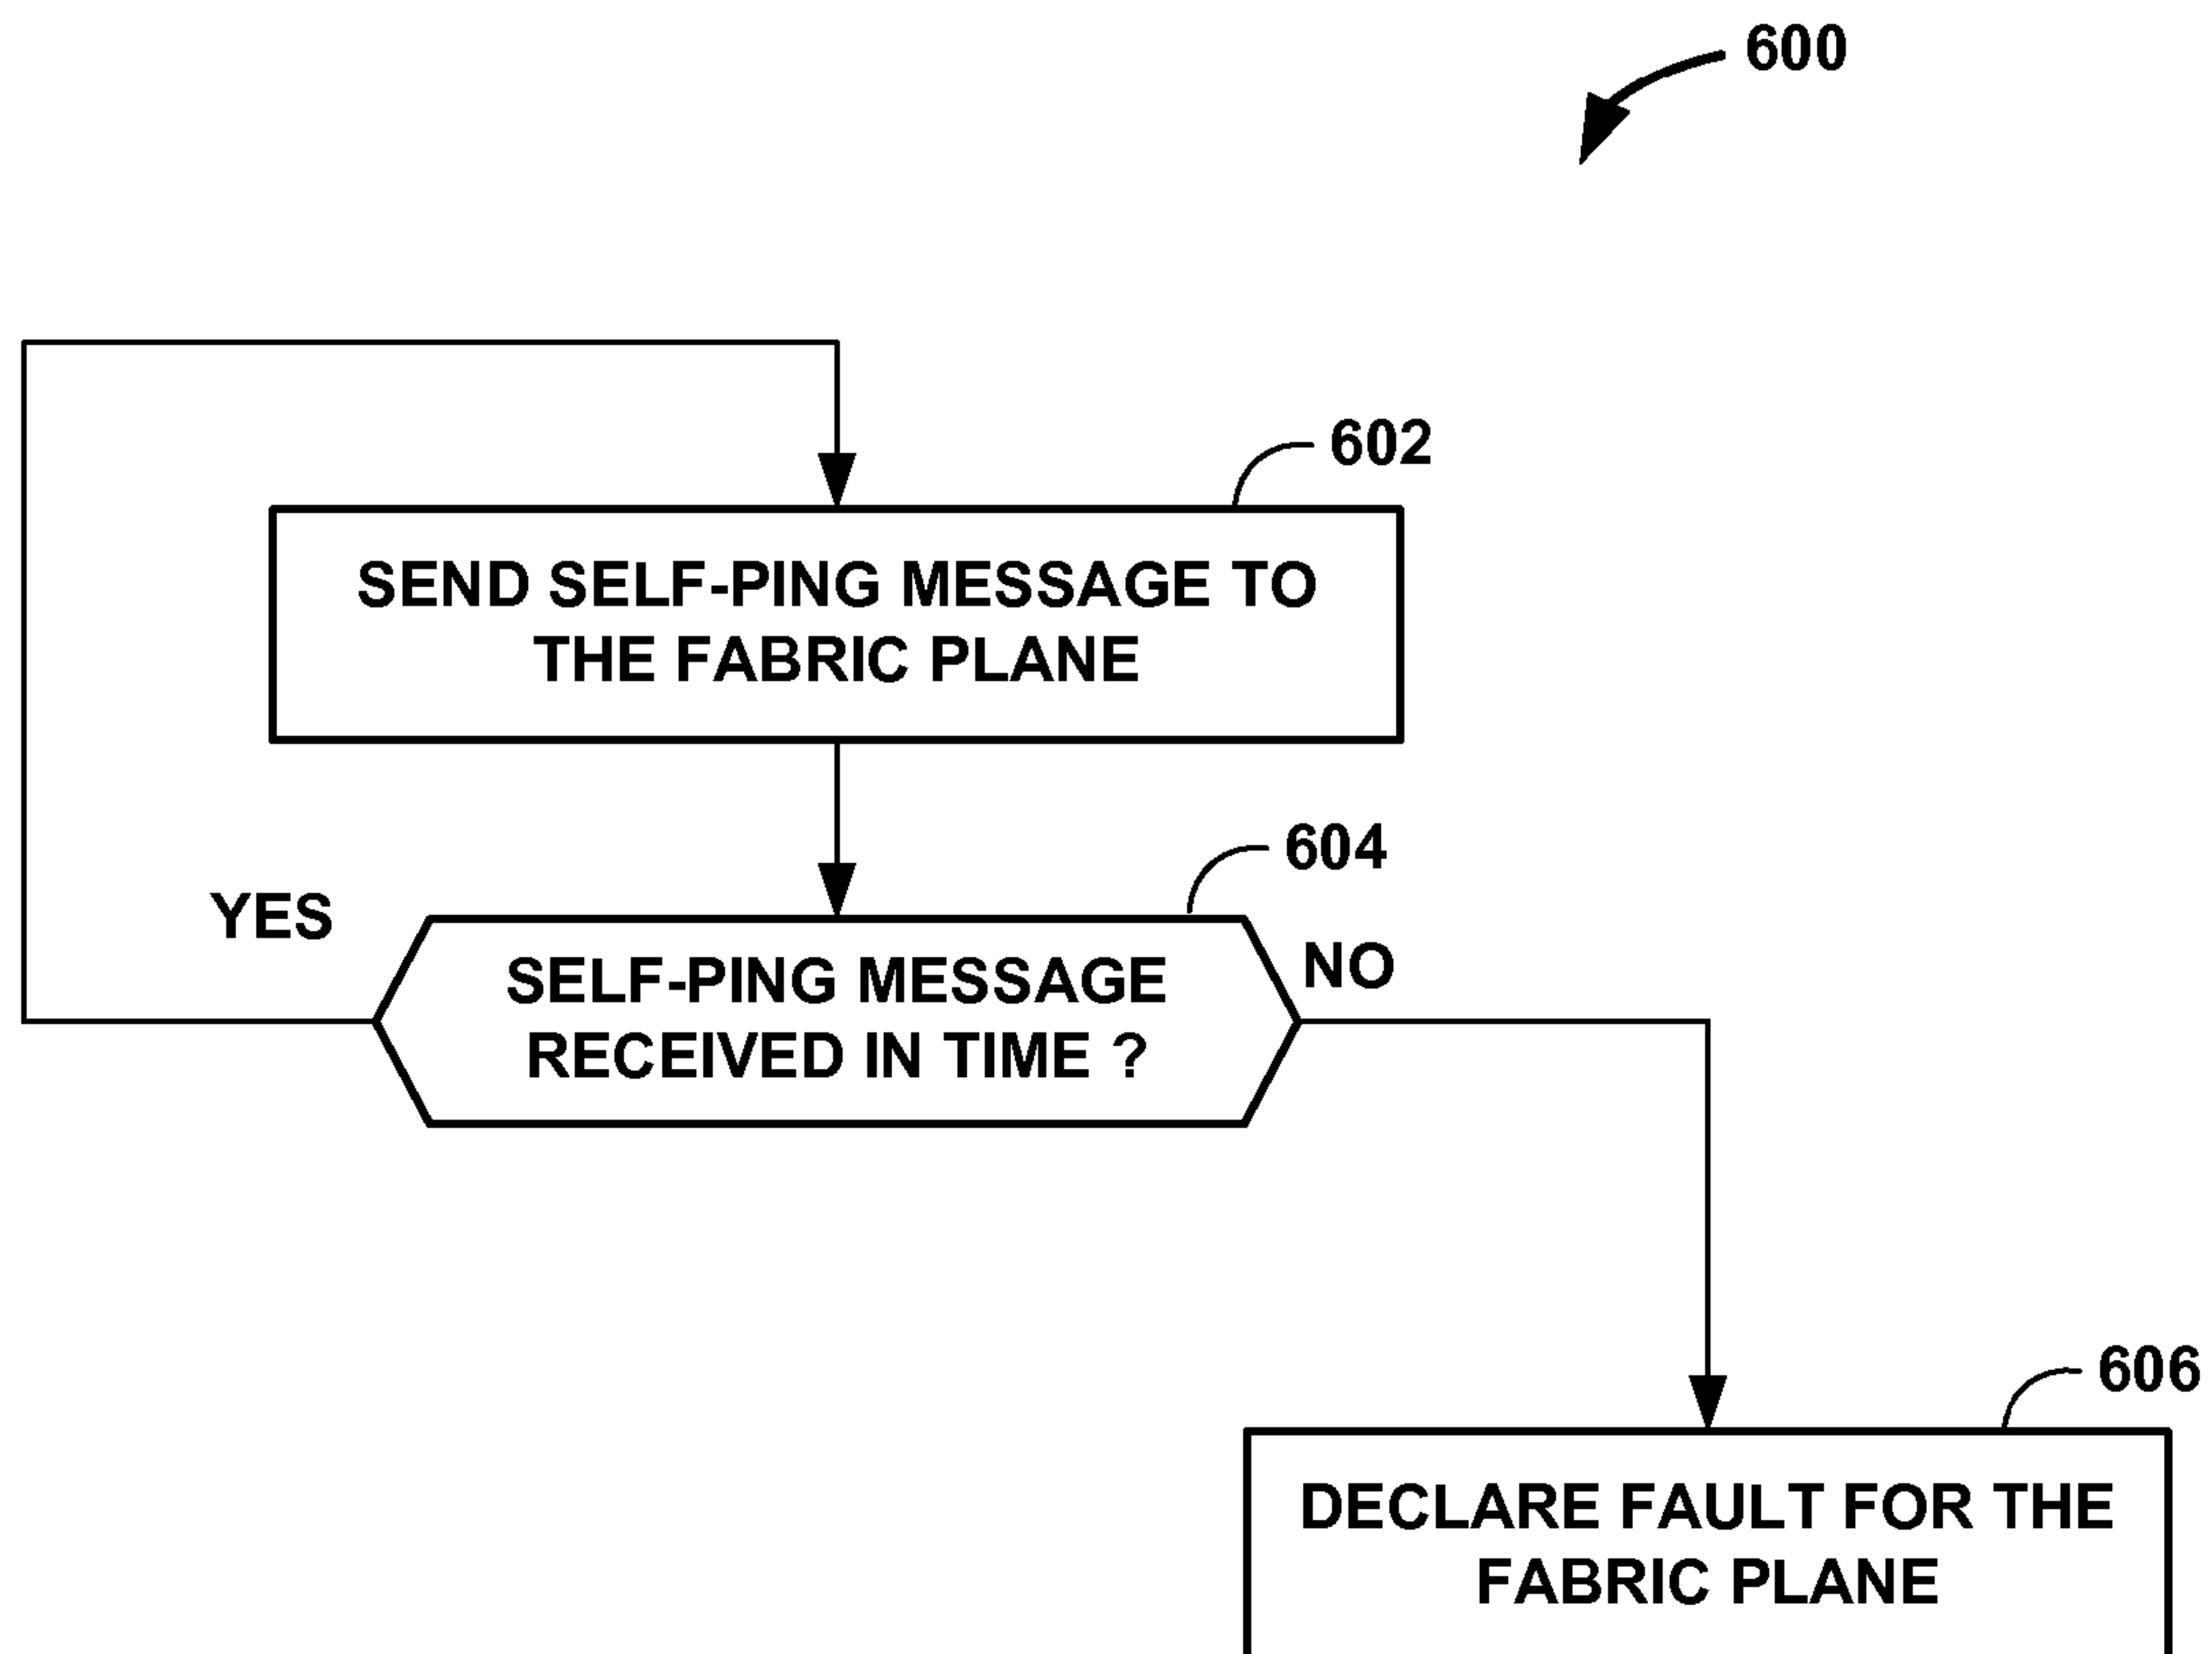 600
602
SEND SELF-PING MESSAGE TO
THE FABRIC PLANE
604
YES
NO
SELF-PING MESSAGE
RECEIVED IN TIME ?
606
DECLARE FAULT FOR THE
FABRIC PLANE